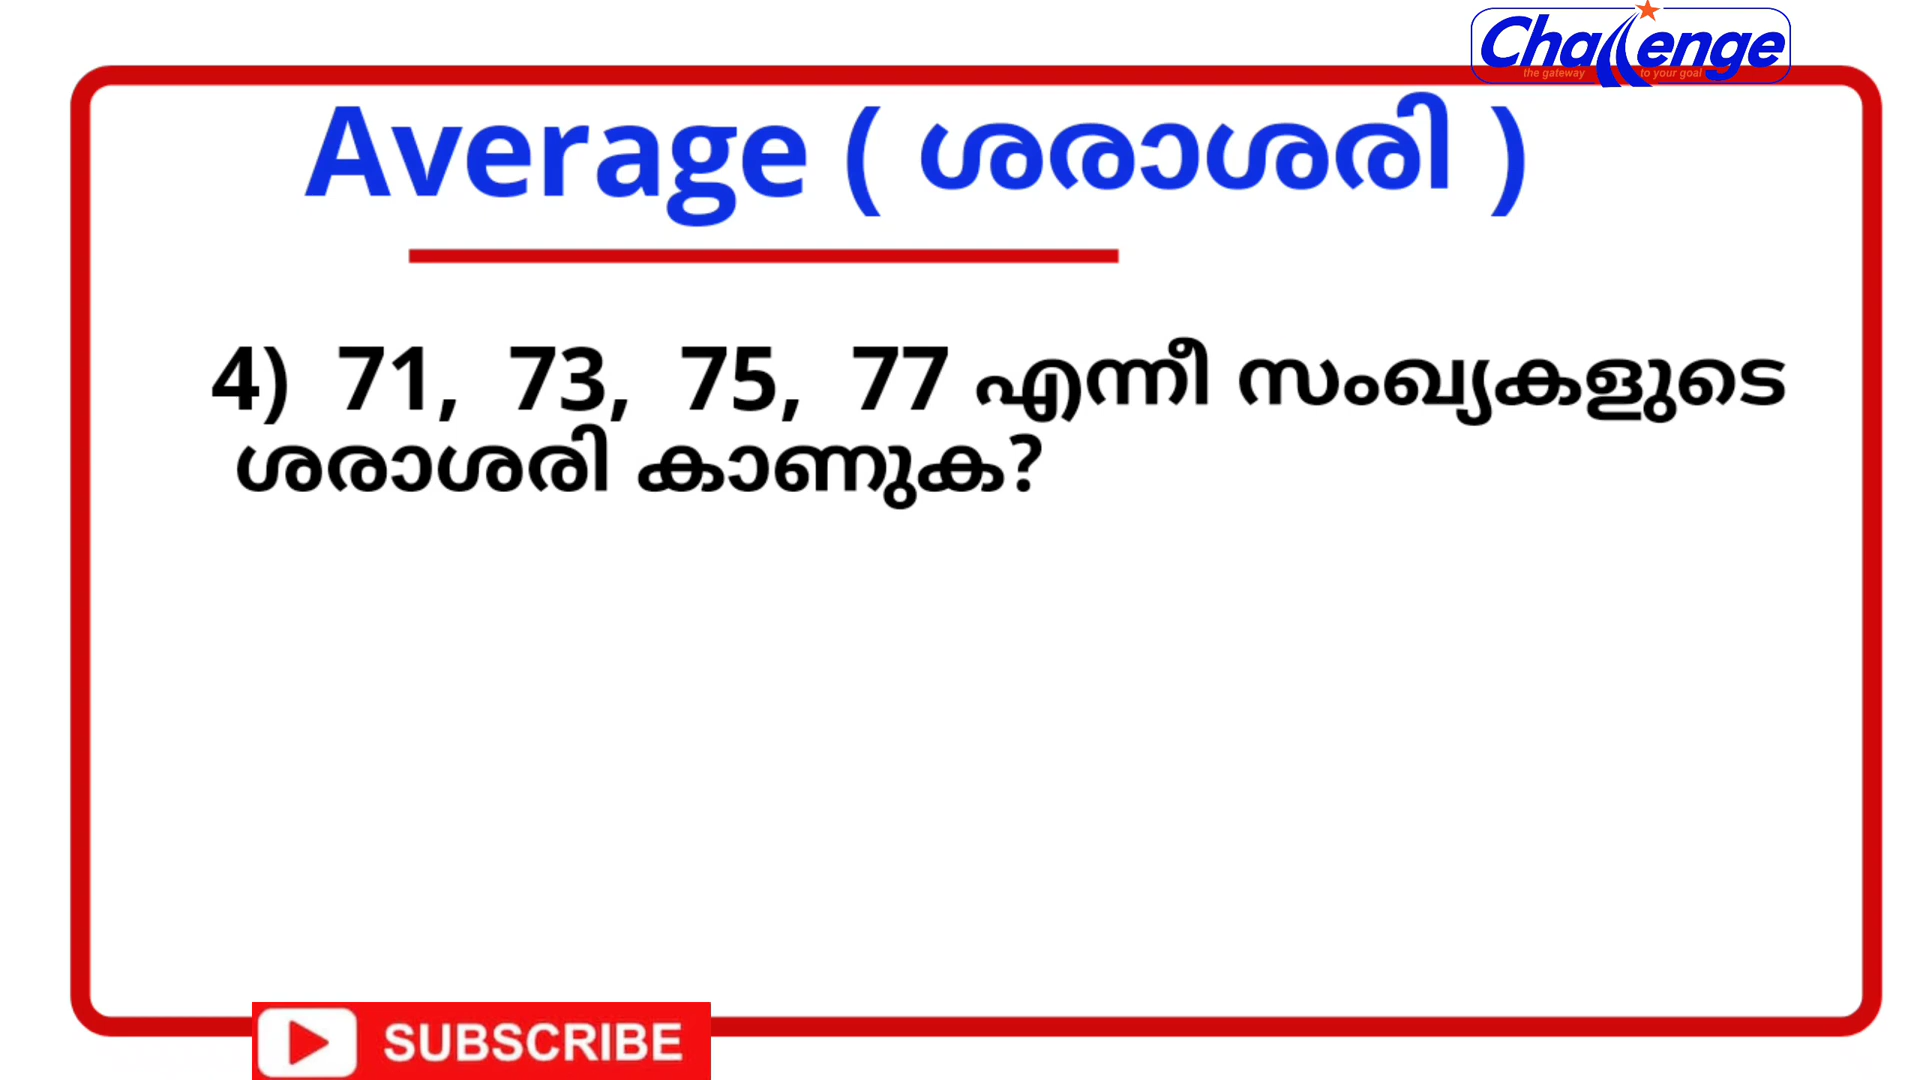 Challenge
the gateway to your goal
Average ( ശരാശരി )
4) 71, 73, 75, 77 എന്നീ സംഖ്യകളുടെ
ശരാശരി കാണുക?
SUBSCRIBE